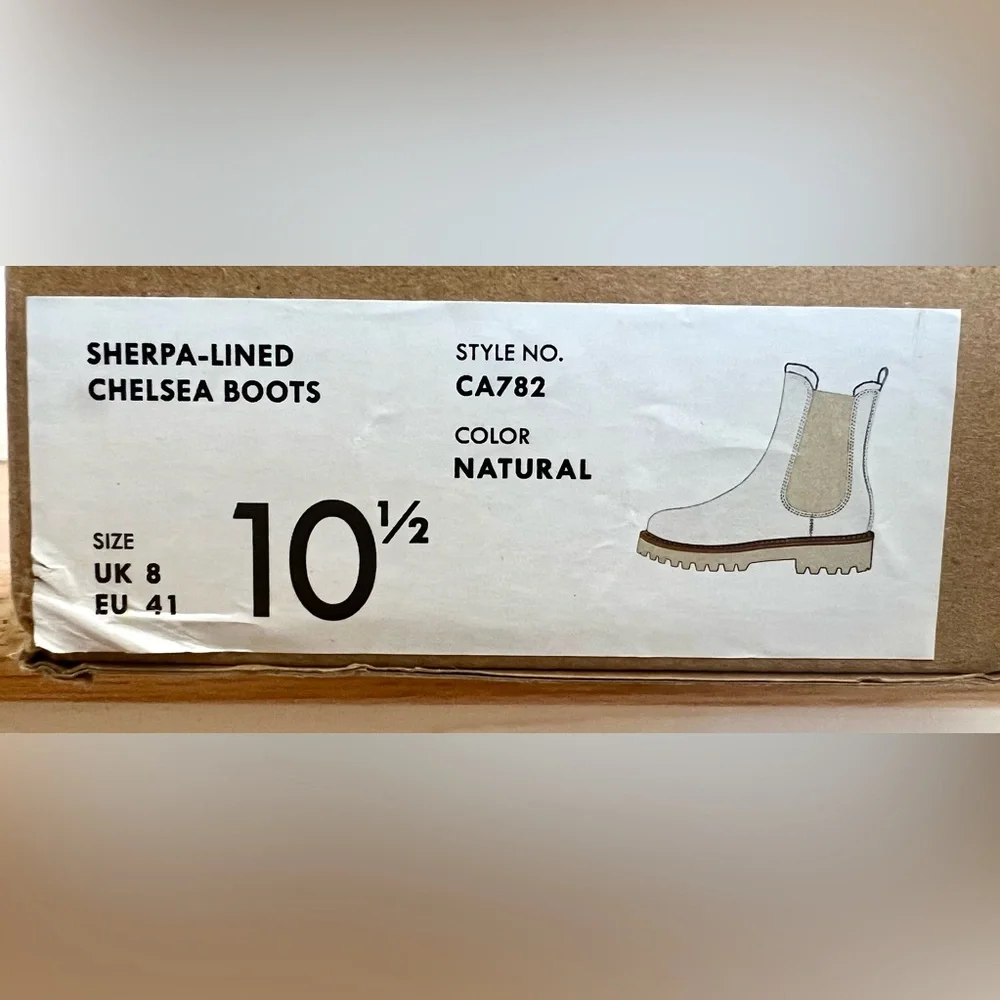 SHERPA-LINED
CHELSEA BOOTS
STYLE NO.
CA782
COLOR
NATURAL
SIZE
UK 8
EU 41
10½